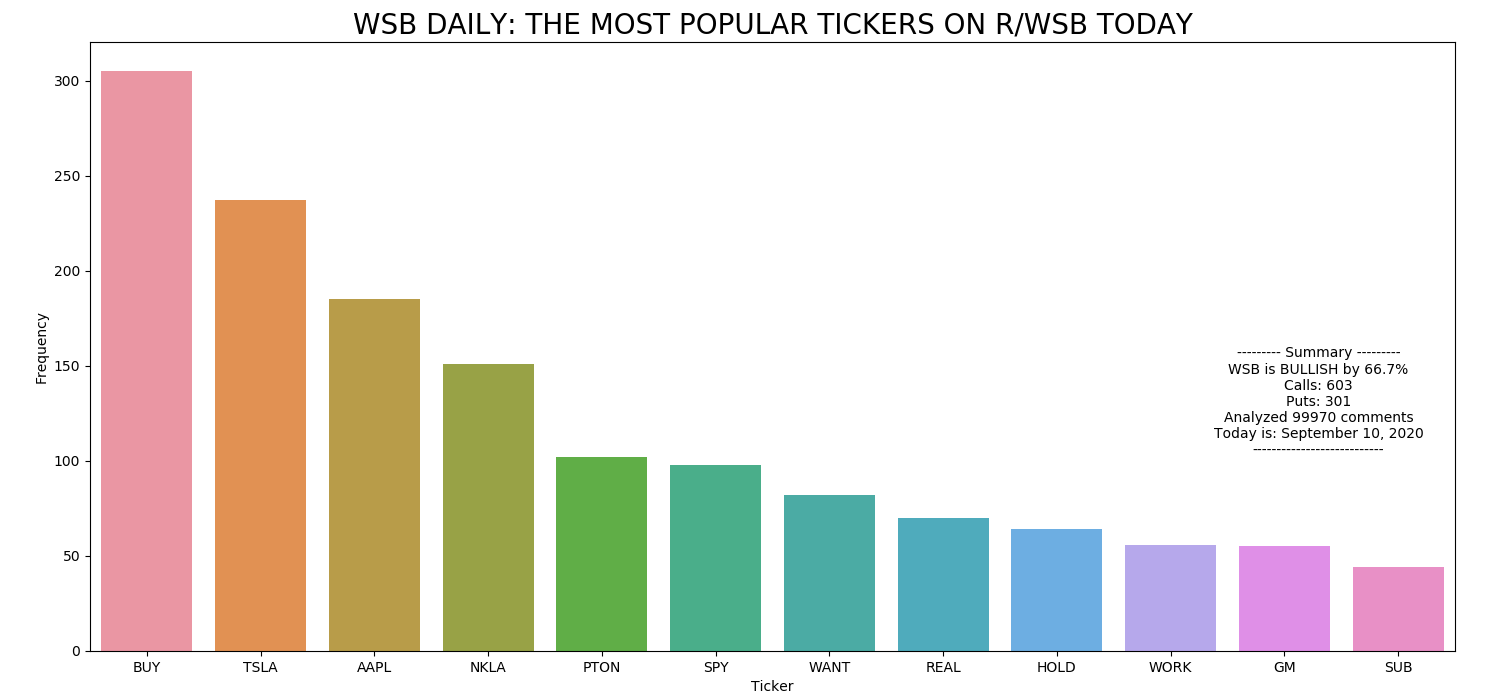 WSB DAILY: THE MOST POPULAR TICKERS ON R/WSB TODAY
300
250
200
150
100
50
0
Frequency
--------- Summary ---------
WSB is BULLISH by 66.7%
Calls: 603
Puts: 301
Analyzed 99970 comments
Today is: September 10, 2020
----------------------------
BUY TSLA AAPL NKLA PTON SPY WANT REAL HOLD WORK GM SUB
Ticker